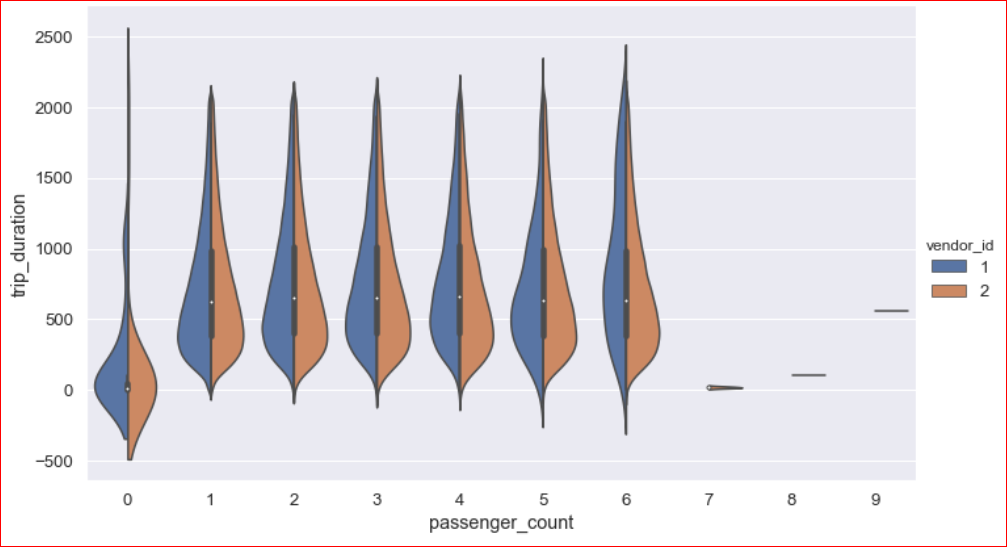 2500
2000
1500
1000
500
0
−500
trip_duration
0 1 2 3 4 5 6 7 8 9
passenger_count
vendor_id
1
2